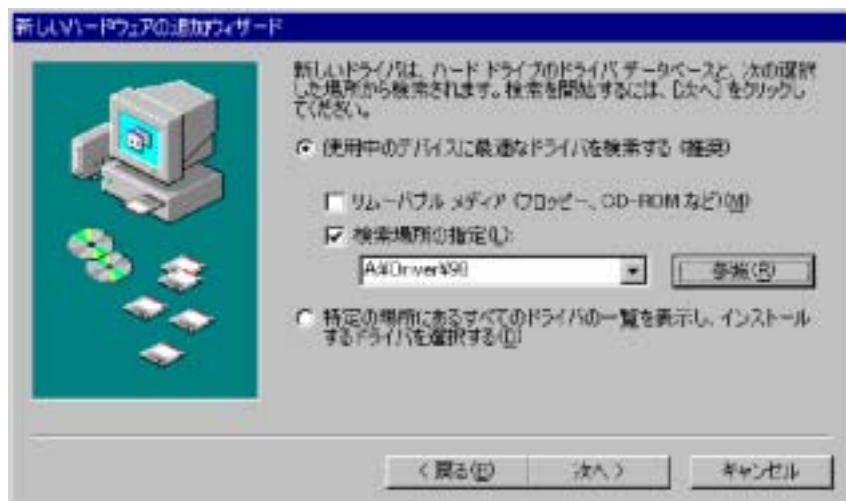 新しいハードウェアの追加ウィザード
新しいドライバは、ハード ドライブのドライバ データベースと、次の選択
した場所から検索されます。検索を開始するには、[次へ] をクリックし
てください。
使用中のデバイスに最適なドライバを検索する (推奨)
リムーバブル メディア (フロッピー、CD-ROM など)(M)
検索場所の指定(L):
A:¥Driver¥98
参照(R)
特定の場所にあるすべてのドライバの一覧を表示し、インストール
するドライバを選択する(D)
< 戻る(B)
次へ >
キャンセル